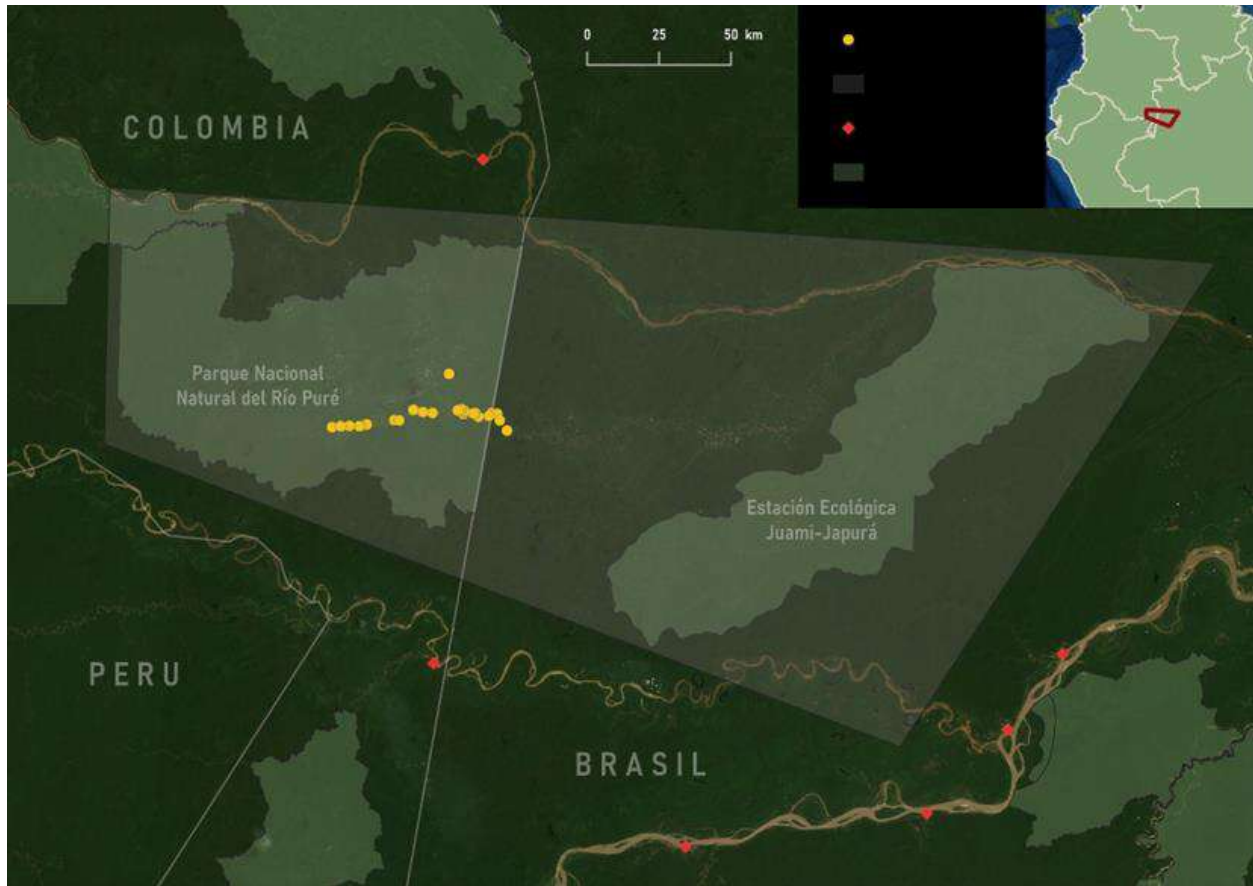 0 25 50 km
COLOMBIA
Parque Nacional
Natural del Río Puré
Estación Ecológica
Juami-Japurá
PERU
BRASIL